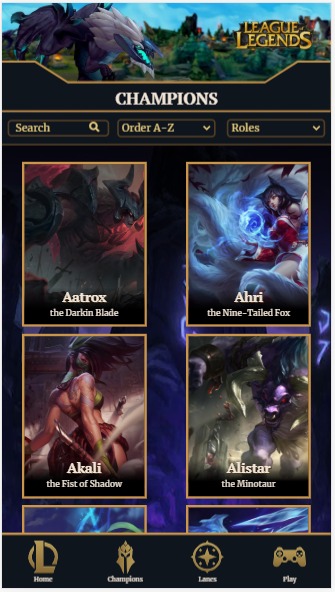 LEAGUE
OF
LEGENDS
CHAMPIONS
Search
Order A-Z
Roles
Aatrox
the Darkin Blade
Ahri
the Nine-Tailed Fox
Akali
the Fist of Shadow
Alistar
the Minotaur
Home
Champions
Lanes
Play